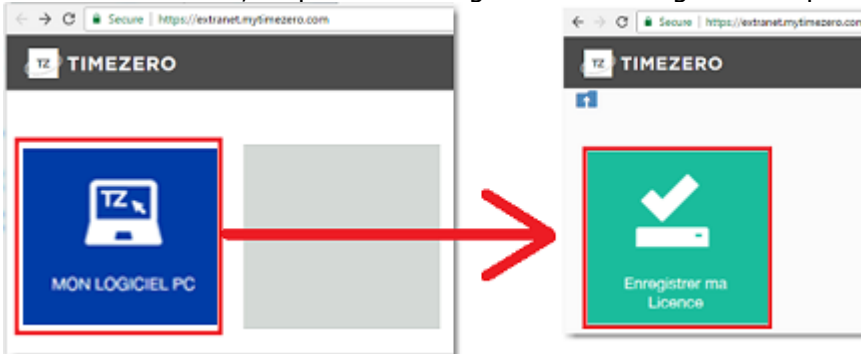 Secure | https://extranet.mytimezero.com
TZ TIMEZERO
TZ
MON LOGICIEL PC
Secure | https://extranet.mytimezero.com
TZ TIMEZERO
Enregistrer ma
Licence